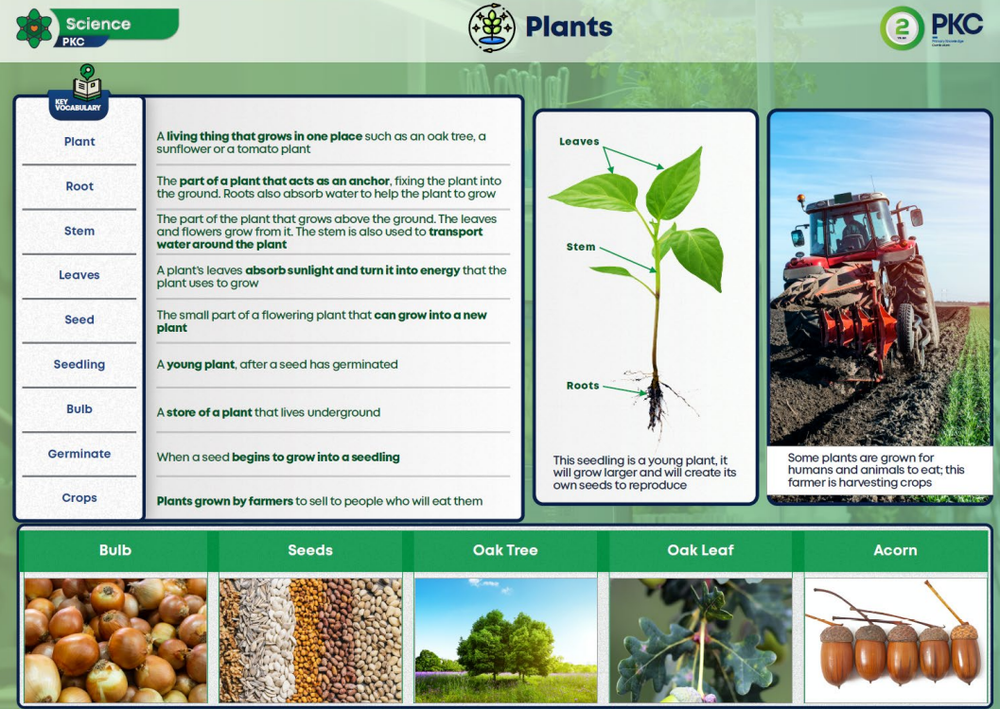 Science
PKC
Plants
2
YEAR
PKC
Primary Knowledge
Curriculum
KEY
VOCABULARY
Plant
A living thing that grows in one place such as an oak tree, a
sunflower or a tomato plant
Root
The part of a plant that acts as an anchor, fixing the plant into
the ground. Roots also absorb water to help the plant to grow
Stem
The part of the plant that grows above the ground. The leaves
and flowers grow from it. The stem is also used to transport
water around the plant
Leaves
A plant's leaves absorb sunlight and turn it into energy that the
plant uses to grow
Seed
The small part of a flowering plant that can grow into a new
plant
Seedling
A young plant, after a seed has germinated
Bulb
A store of a plant that lives underground
Germinate
When a seed begins to grow into a seedling
Crops
Plants grown by farmers to sell to people who will eat them
Leaves
Stem
Roots
This seedling is a young plant, it
will grow larger and will create its
own seeds to reproduce
Some plants are grown for
humans and animals to eat; this
farmer is harvesting crops
Bulb
Seeds
Oak Tree
Oak Leaf
Acorn